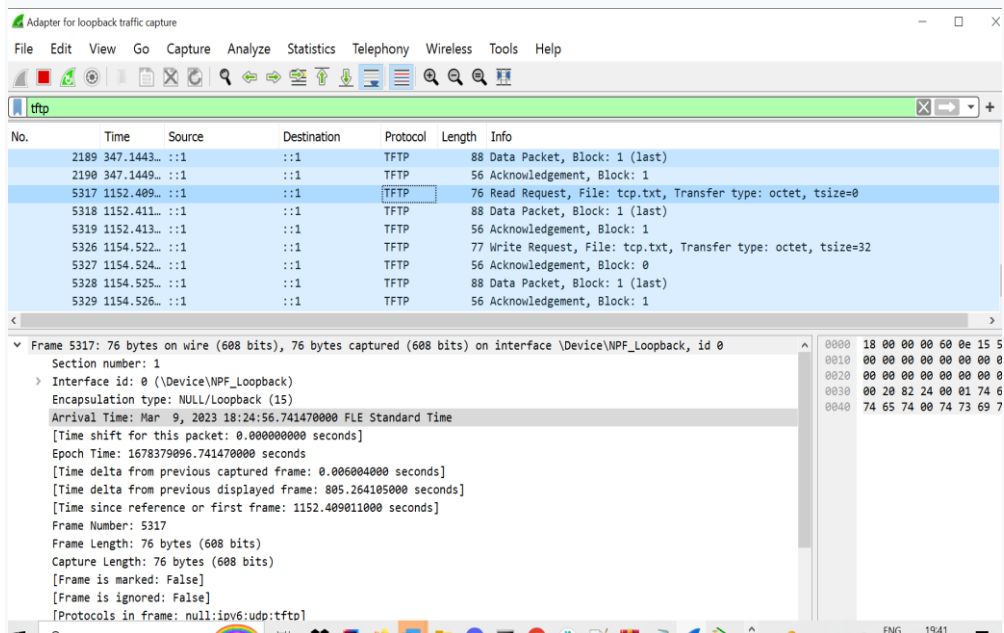 Adapter for loopback traffic capture
File Edit View Go Capture Analyze Statistics Telephony Wireless Tools Help
tftp
No. Time Source Destination Protocol Length Info
2189 347.1443… ::1 ::1 TFTP 88 Data Packet, Block: 1 (last)
2190 347.1449… ::1 ::1 TFTP 56 Acknowledgement, Block: 1
5317 1152.409… ::1 ::1 TFTP 76 Read Request, File: tcp.txt, Transfer type: octet, tsize=0
5318 1152.411… ::1 ::1 TFTP 88 Data Packet, Block: 1 (last)
5319 1152.413… ::1 ::1 TFTP 56 Acknowledgement, Block: 1
5326 1154.522… ::1 ::1 TFTP 77 Write Request, File: tcp.txt, Transfer type: octet, tsize=32
5327 1154.524… ::1 ::1 TFTP 56 Acknowledgement, Block: 0
5328 1154.525… ::1 ::1 TFTP 88 Data Packet, Block: 1 (last)
5329 1154.526… ::1 ::1 TFTP 56 Acknowledgement, Block: 1
Frame 5317: 76 bytes on wire (608 bits), 76 bytes captured (608 bits) on interface \Device\NPF_Loopback, id 0
Section number: 1
Interface id: 0 (\Device\NPF_Loopback)
Encapsulation type: NULL/Loopback (15)
Arrival Time: Mar 9, 2023 18:24:56.741470000 FLE Standard Time
[Time shift for this packet: 0.000000000 seconds]
Epoch Time: 1678379096.741470000 seconds
[Time delta from previous captured frame: 0.006004000 seconds]
[Time delta from previous displayed frame: 805.264105000 seconds]
[Time since reference or first frame: 1152.409011000 seconds]
Frame Number: 5317
Frame Length: 76 bytes (608 bits)
Capture Length: 76 bytes (608 bits)
[Frame is marked: False]
[Frame is ignored: False]
[Protocols in frame: null:ipv6:udp:tftp]
0000 18 00 00 00 60 0e 15 5
0010 00 00 00 00 00 00 00 0
0020 00 00 00 00 00 00 00 0
0030 00 20 82 24 00 01 74 6
0040 74 65 74 00 74 73 69 7
ENG 19:41